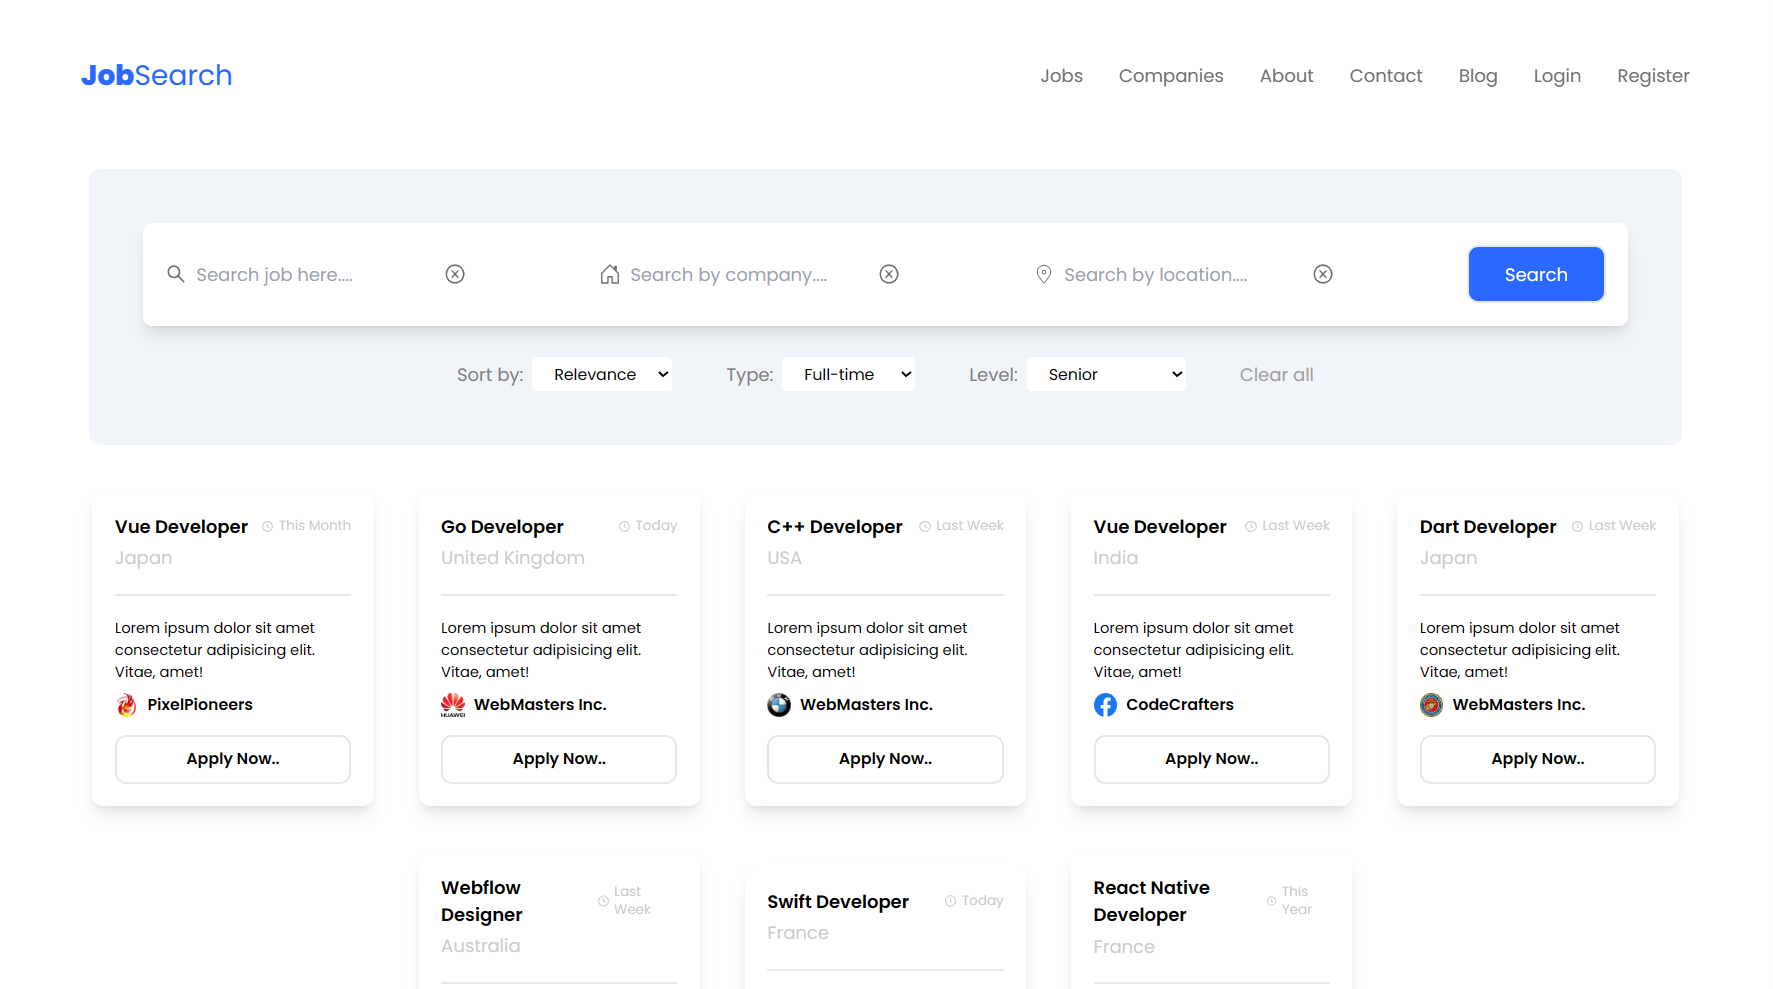 JobSearch
Jobs Companies About Contact Blog Login Register
Search job here.... Search by company.... Search by location.... Search
Sort by: Relevance Type: Full-time Level: Senior Clear all
Vue Developer This Month
Japan
Lorem ipsum dolor sit amet
consectetur adipisicing elit.
Vitae, amet!
PixelPioneers
Apply Now..
Go Developer Today
United Kingdom
Lorem ipsum dolor sit amet
consectetur adipisicing elit.
Vitae, amet!
HUAWEI WebMasters Inc.
Apply Now..
C++ Developer Last Week
USA
Lorem ipsum dolor sit amet
consectetur adipisicing elit.
Vitae, amet!
WebMasters Inc.
Apply Now..
Vue Developer Last Week
India
Lorem ipsum dolor sit amet
consectetur adipisicing elit.
Vitae, amet!
CodeCrafters
Apply Now..
Dart Developer Last Week
Japan
Lorem ipsum dolor sit amet
consectetur adipisicing elit.
Vitae, amet!
WebMasters Inc.
Apply Now..
Webflow
Designer
Last
Week
Australia
Swift Developer Today
France
React Native
Developer
This
Year
France